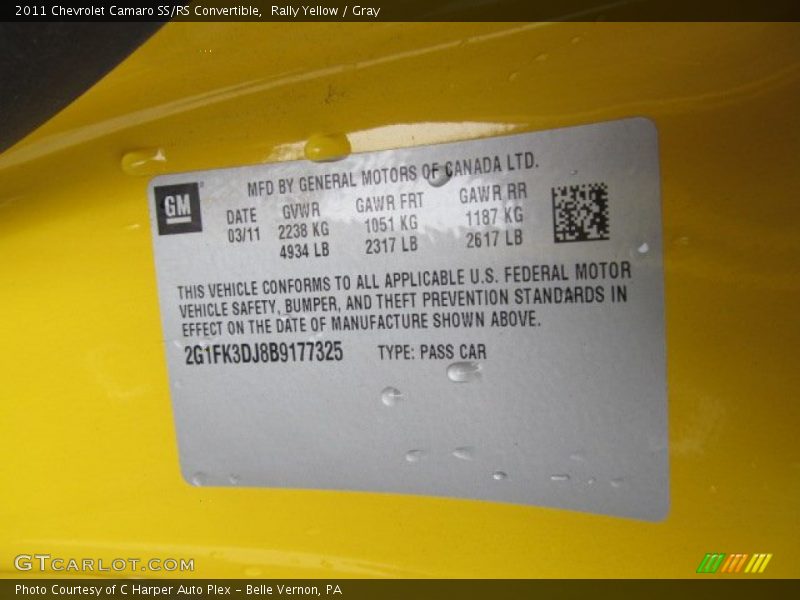 2011 Chevrolet Camaro SS/RS Convertible,  Rally Yellow / Gray
GM
MFD BY GENERAL MOTORS OF CANADA LTD.
DATE GVWR GAWR FRT GAWR RR
03/11 2238 KG 1051 KG 1187 KG
4934 LB 2317 LB 2617 LB
THIS VEHICLE CONFORMS TO ALL APPLICABLE U.S. FEDERAL MOTOR
VEHICLE SAFETY, BUMPER, AND THEFT PREVENTION STANDARDS IN
EFFECT ON THE DATE OF MANUFACTURE SHOWN ABOVE.
2G1FK3DJ8B9177325 TYPE: PASS CAR
GTCARLOT.COM
Photo Courtesy of C Harper Auto Plex - Belle Vernon, PA